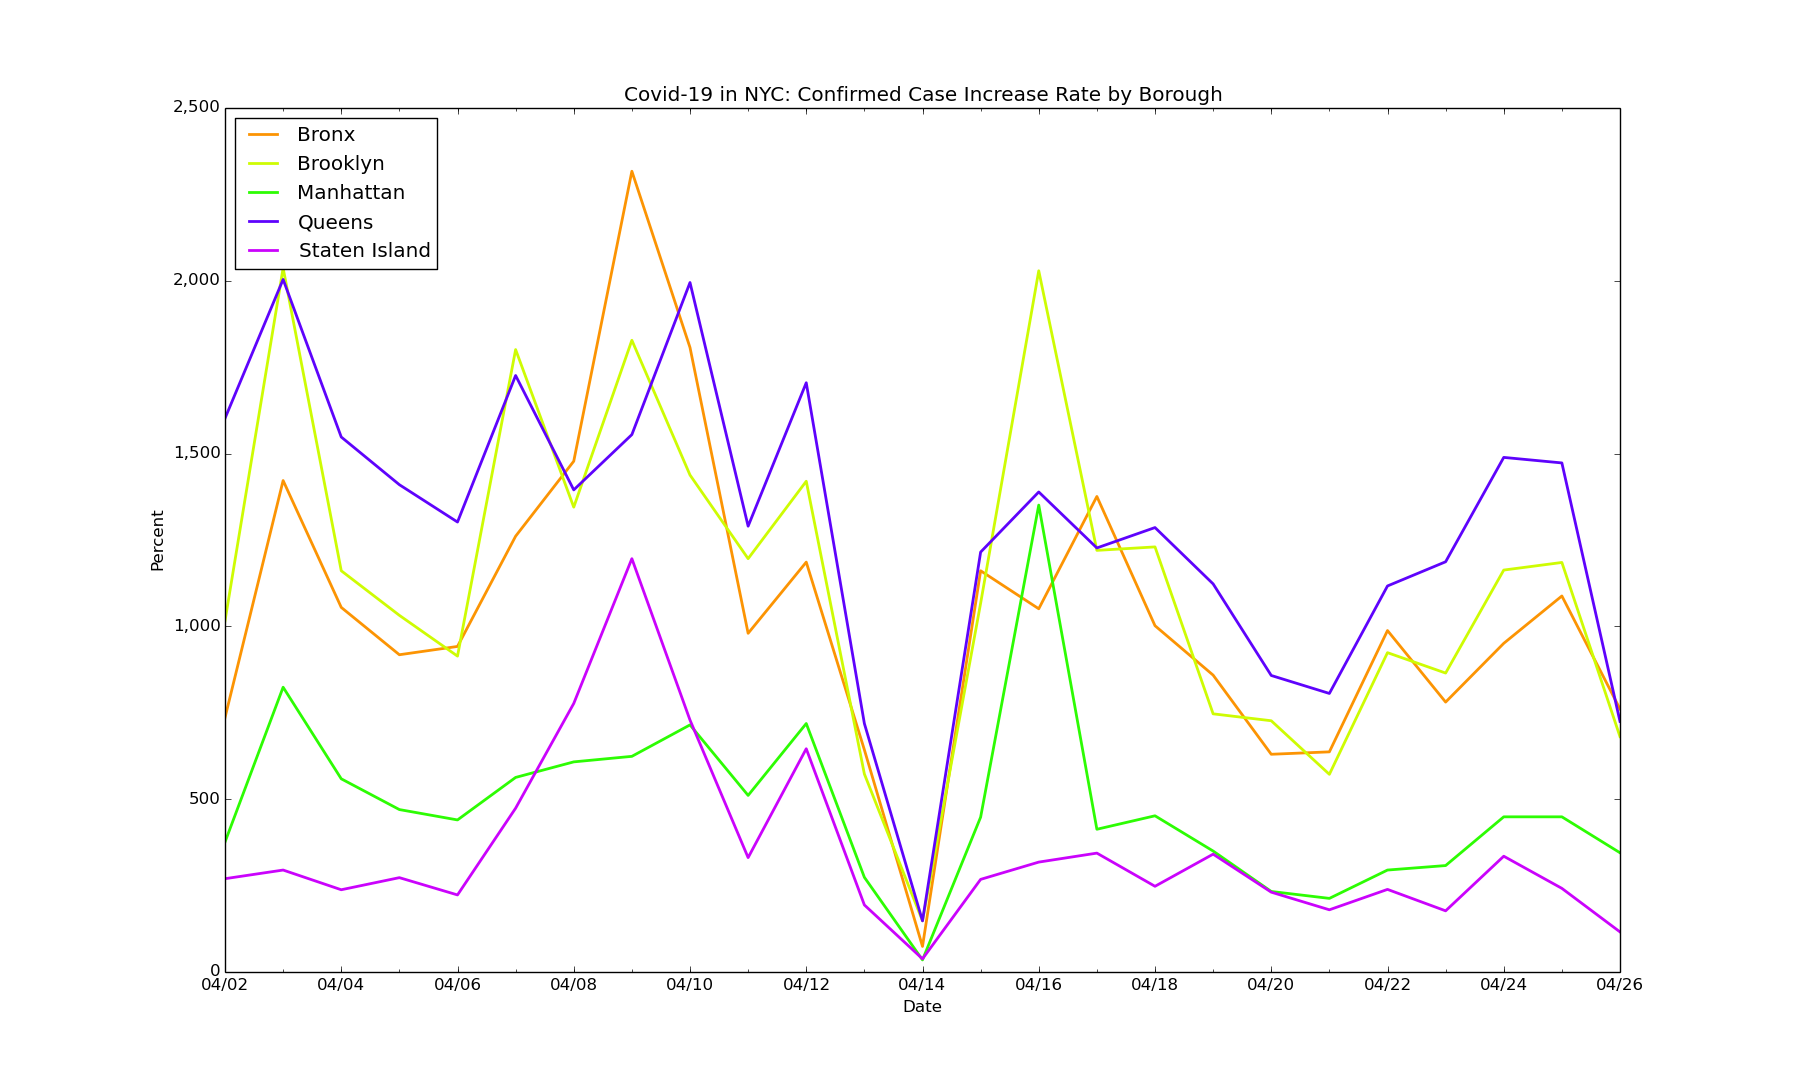 Covid-19 in NYC: Confirmed Case Increase Rate by Borough
2,500
2,000
1,500
1,000
500
0
Percent
Bronx
Brooklyn
Manhattan
Queens
Staten Island
04/02 04/04 04/06 04/08 04/10 04/12 04/14 04/16 04/18 04/20 04/22 04/24 04/26
Date